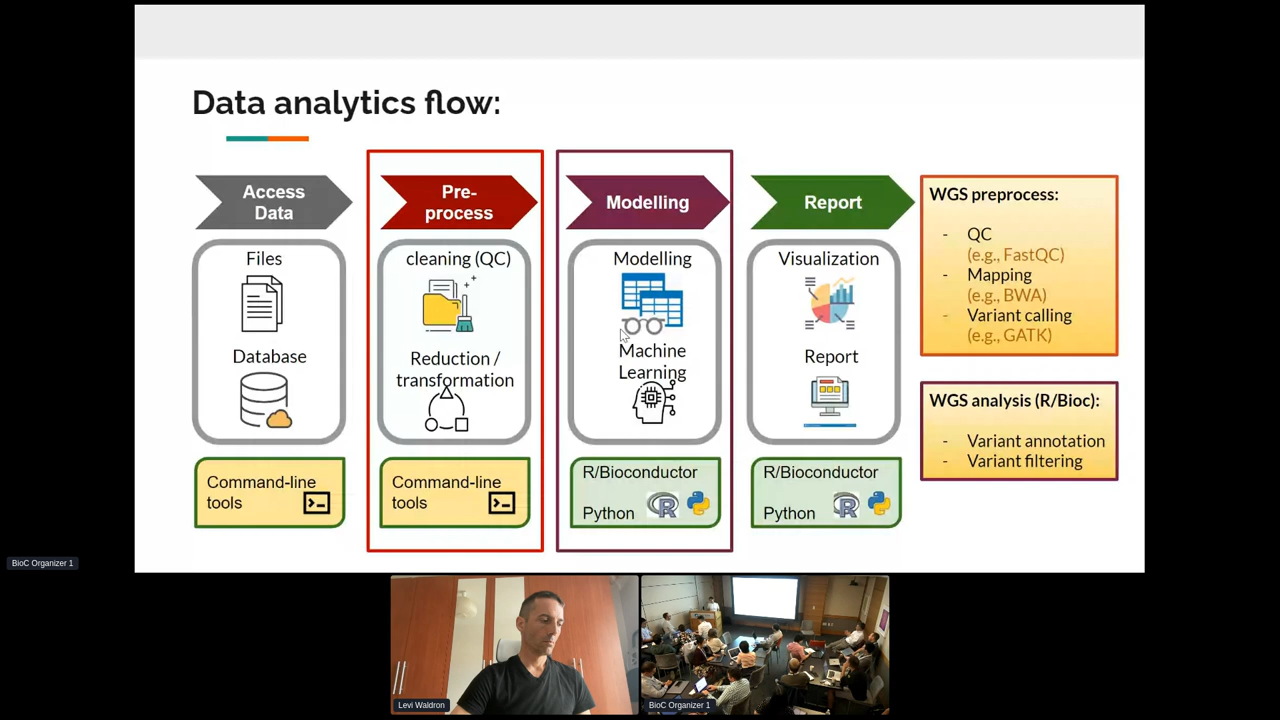 Data analytics flow:
Access
Data
Pre-
process
Modelling
Report
Files
Database
cleaning (QC)
Reduction /
transformation
Modelling
Machine
Learning
Visualization
Report
Command-line
tools
Command-line
tools
R/Bioconductor
Python
R/Bioconductor
Python
WGS preprocess:
- QC
(e.g., FastQC)
- Mapping
(e.g., BWA)
- Variant calling
(e.g., GATK)
WGS analysis (R/Bioc):
- Variant annotation
- Variant filtering
BioC Organizer 1
Levi Waldron
BioC Organizer 1